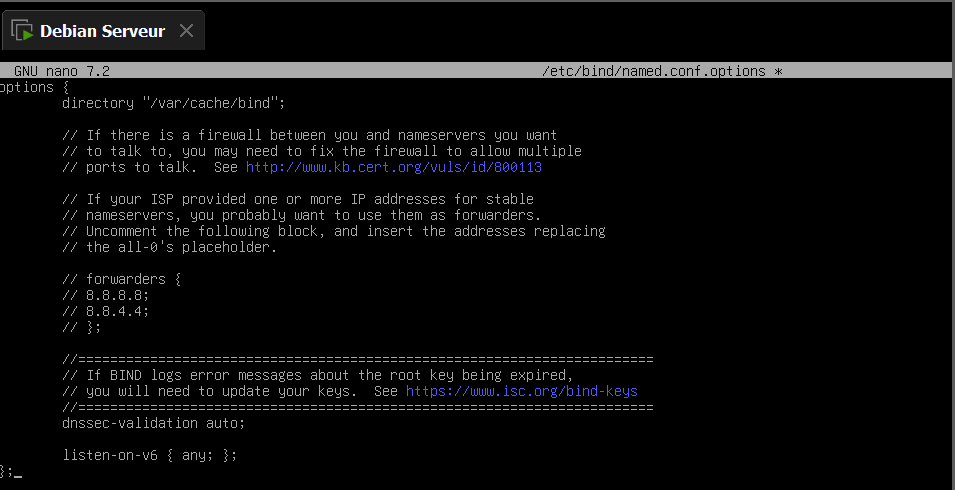 Debian Serveur
GNU nano 7.2 /etc/bind/named.conf.options *
options {
directory "/var/cache/bind";
// If there is a firewall between you and nameservers you want
// to talk to, you may need to fix the firewall to allow multiple
// ports to talk.  See http://www.kb.cert.org/vuls/id/800113
// If your ISP provided one or more IP addresses for stable
// nameservers, you probably want to use them as forwarders.
// Uncomment the following block, and insert the addresses replacing
// the all-0's placeholder.
// forwarders {
// 8.8.8.8;
// 8.8.4.4;
// };
//========================================================================
// If BIND logs error messages about the root key being expired,
// you will need to update your keys.  See https://www.isc.org/bind-keys
//========================================================================
dnssec-validation auto;
listen-on-v6 { any; };
};